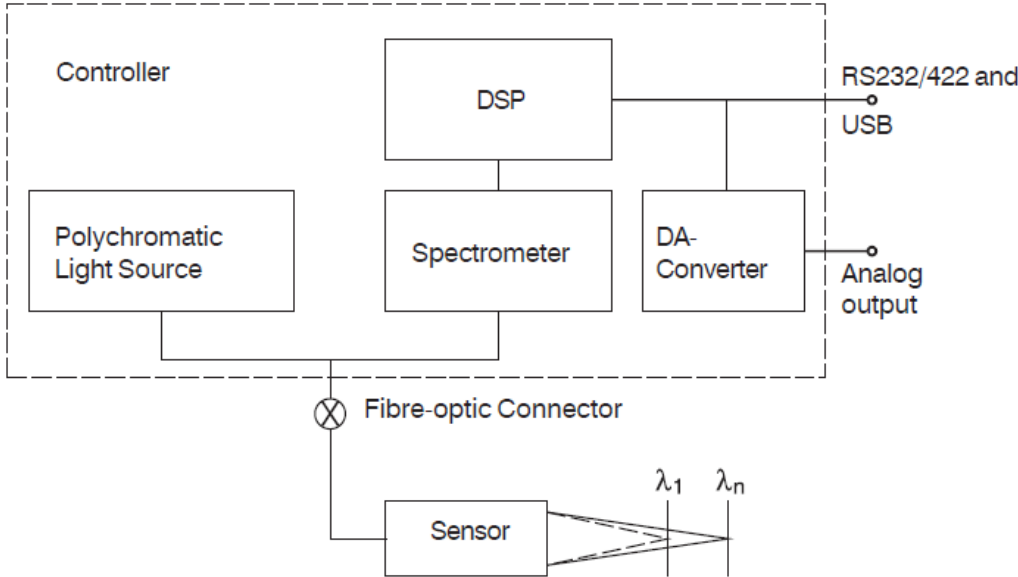 Controller
DSP
RS232/422 and
USB
Polychromatic
Light Source
Spectrometer
DA-
Converter
Analog
output
Fibre-optic Connector
λ1 λn
Sensor